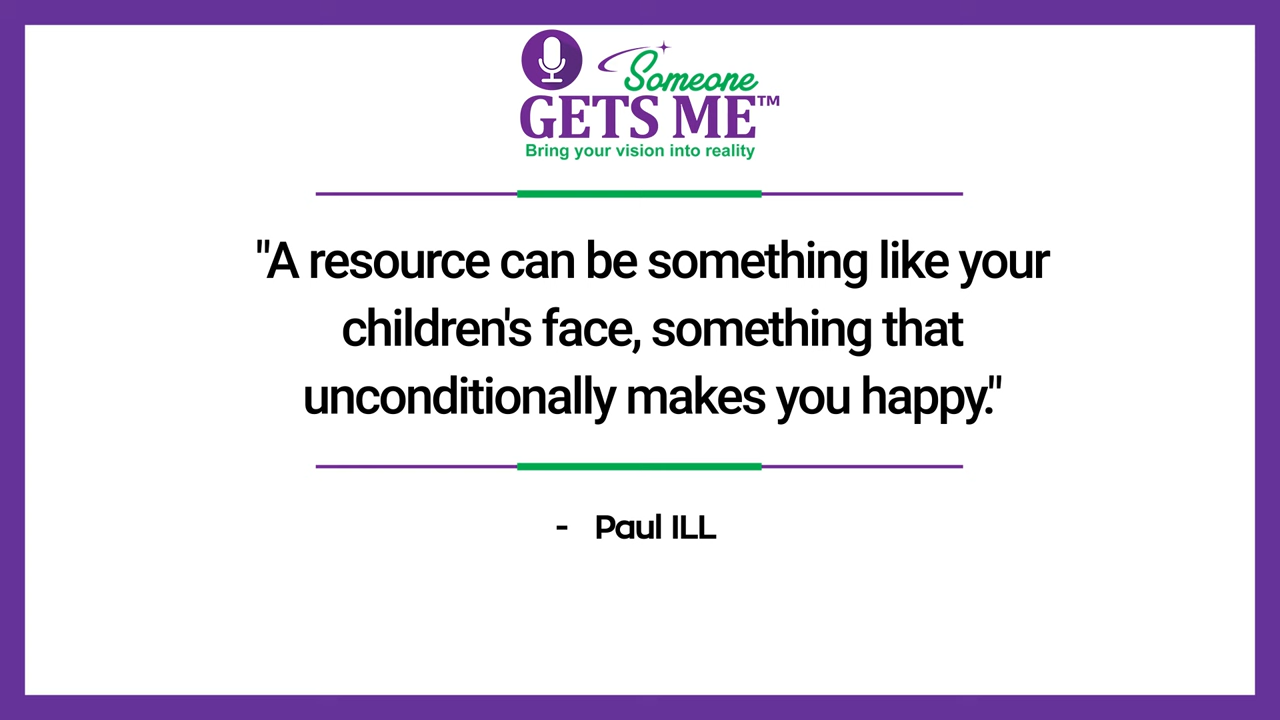 Someone
GETS ME™
Bring your vision into reality
"A resource can be something like your
children's face, something that
unconditionally makes you happy."
- Paul ILL